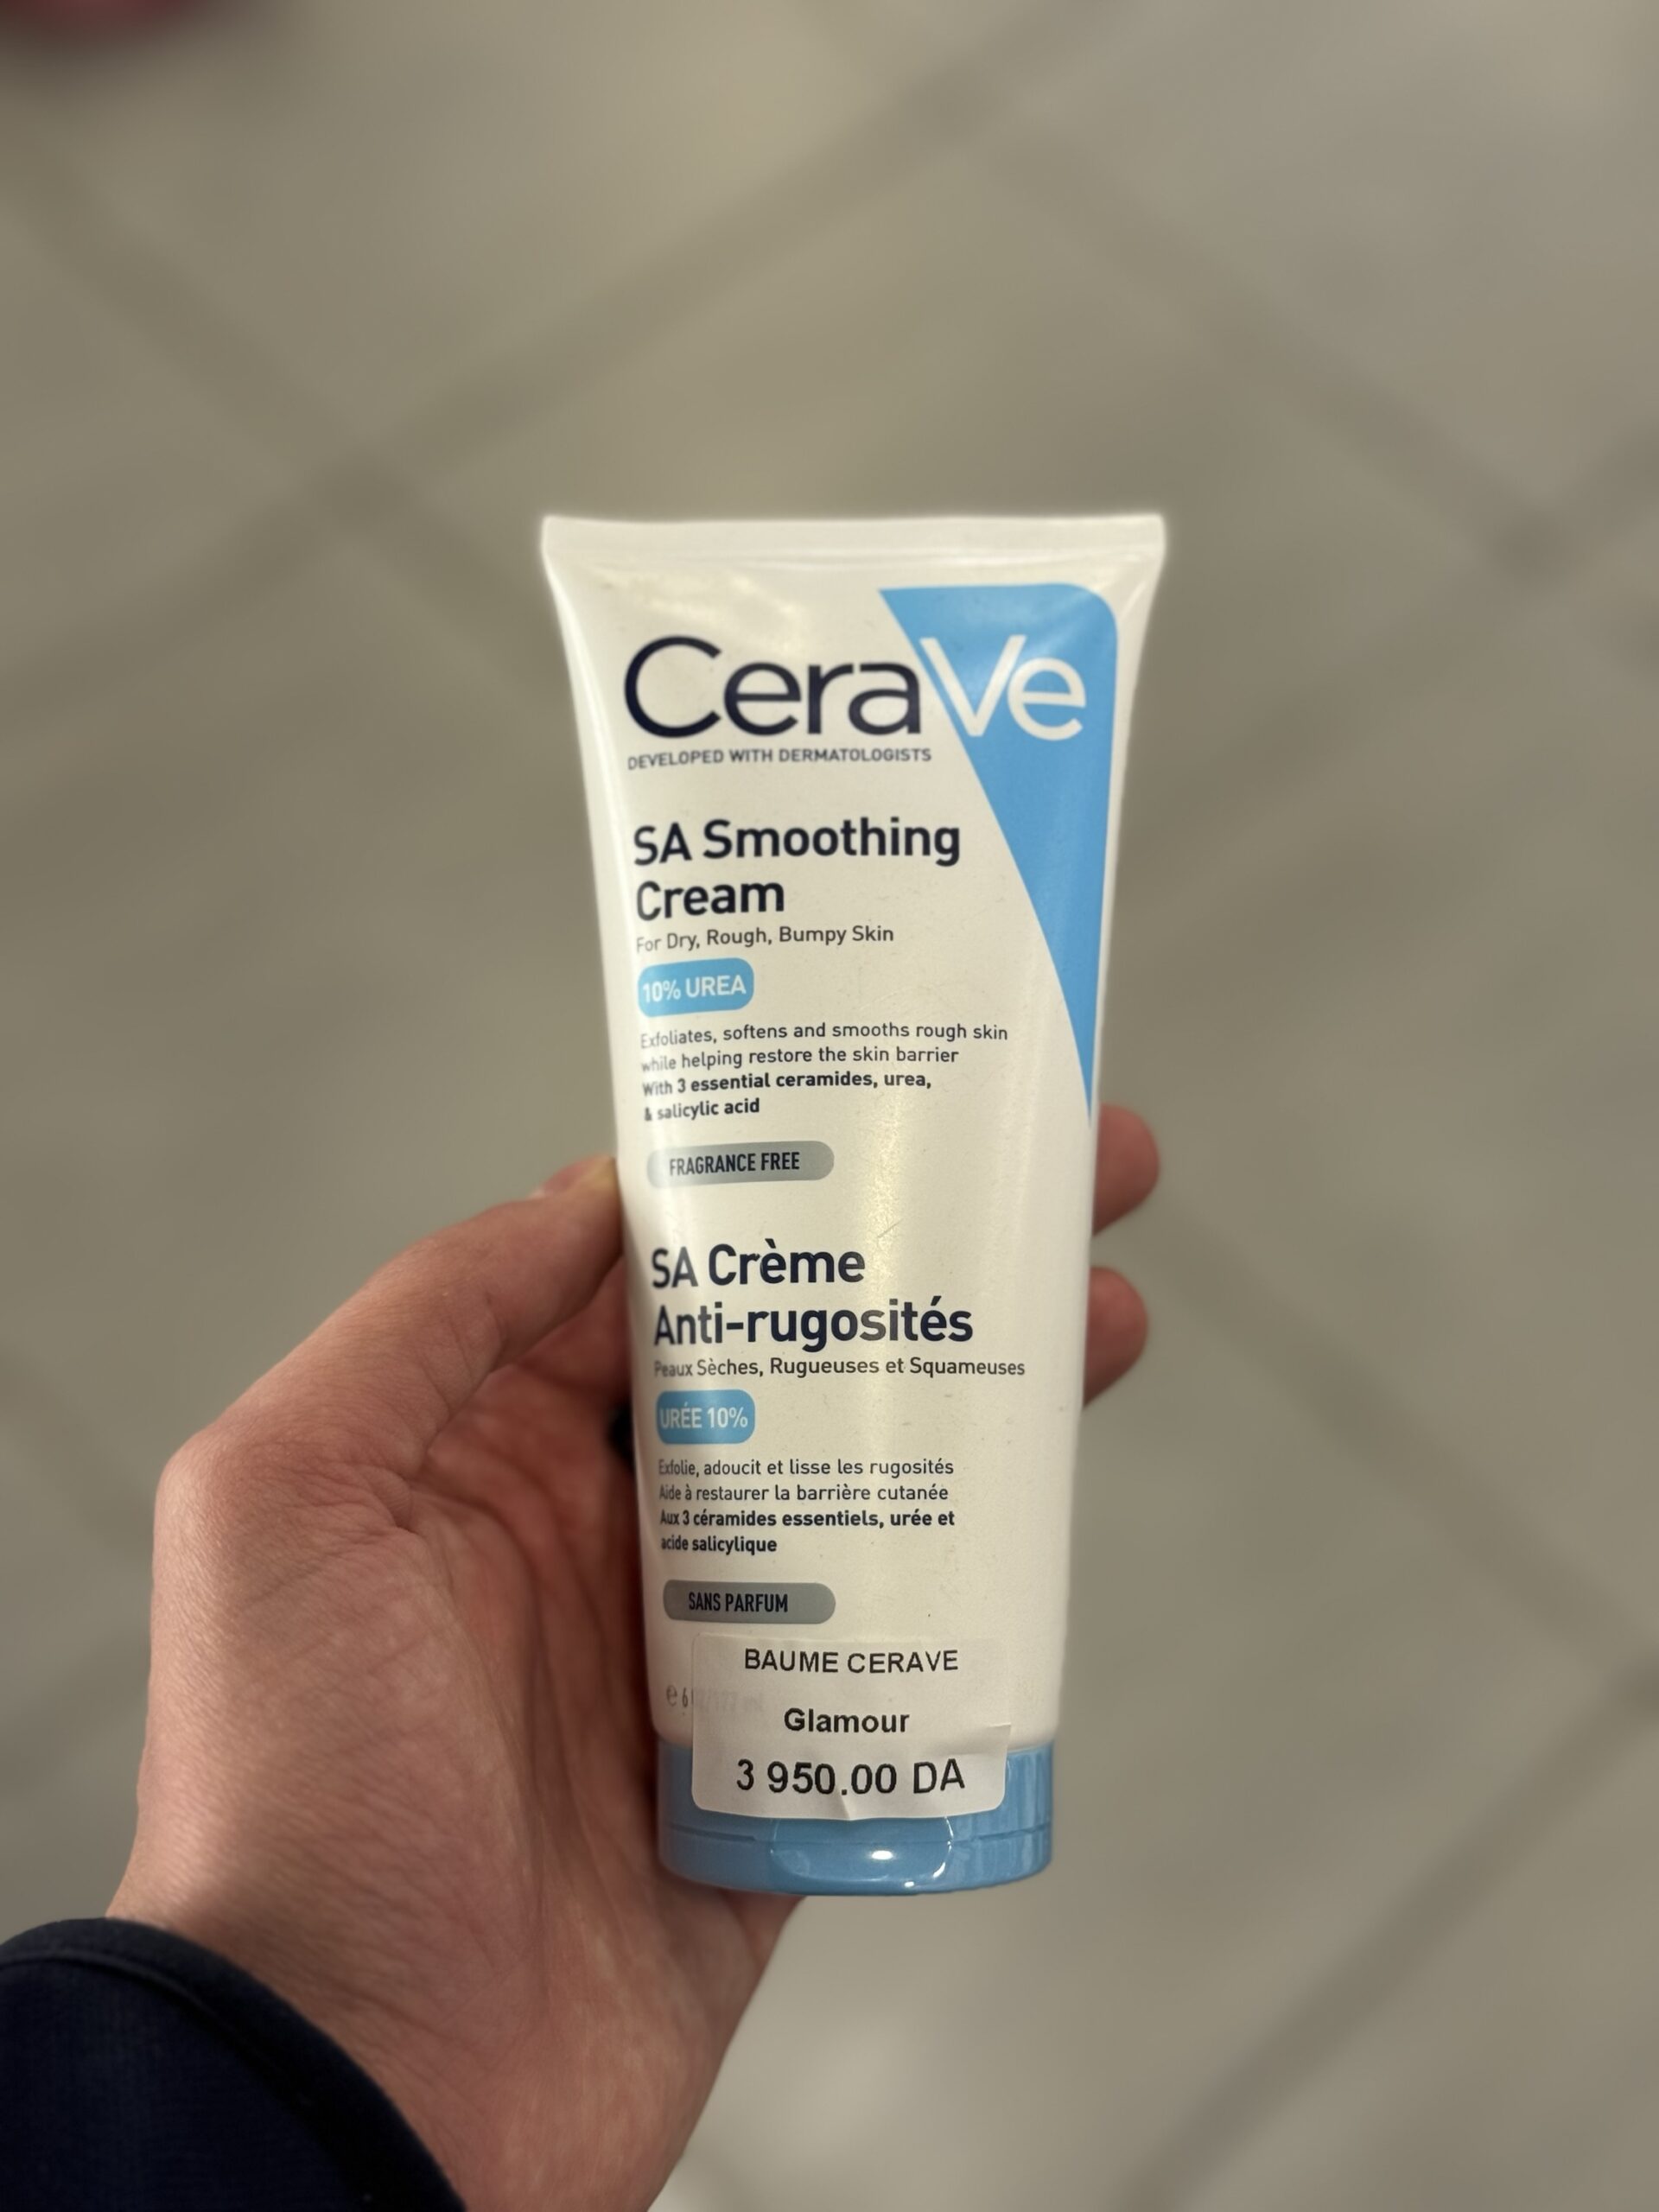 CeraVe
DEVELOPED WITH DERMATOLOGISTS
SA Smoothing
Cream
For Dry, Rough, Bumpy Skin
10% UREA
Exfoliates, softens and smooths rough skin
while helping restore the skin barrier
With 3 essential ceramides, urea,
& salicylic acid
FRAGRANCE FREE
SA Crème
Anti-rugosités
Peaux Sèches, Rugueuses et Squameuses
URÉE 10%
Exfolie, adoucit et lisse les rugosités
Aide à restaurer la barrière cutanée
Aux 3 céramides essentiels, urée et
acide salicylique
SANS PARFUM
BAUME CERAVE
℮ 6
Glamour
3 950.00 DA